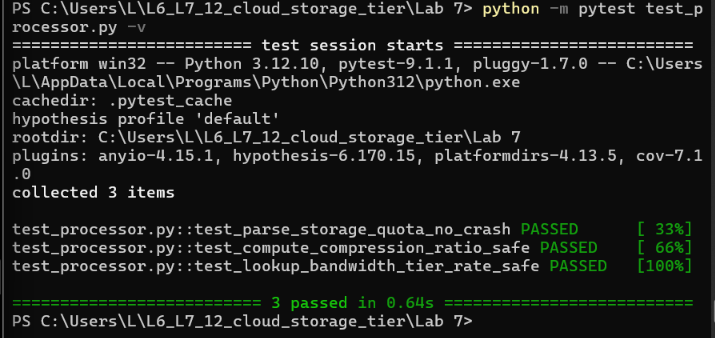 PS C:\Users\L\L6_L7_12_cloud_storage_tier\Lab 7> python -m pytest test_p
rocessor.py -v
========================= test session starts =========================
platform win32 -- Python 3.12.10, pytest-9.1.1, pluggy-1.7.0 -- C:\Users
\L\AppData\Local\Programs\Python\Python312\python.exe
cachedir: .pytest_cache
hypothesis profile 'default'
rootdir: C:\Users\L\L6_L7_12_cloud_storage_tier\Lab 7
plugins: anyio-4.15.1, hypothesis-6.170.15, platformdirs-4.13.5, cov-7.1
.0
collected 3 items

test_processor.py::test_parse_storage_quota_no_crash PASSED      [ 33%]
test_processor.py::test_compute_compression_ratio_safe PASSED    [ 66%]
test_processor.py::test_lookup_bandwidth_tier_rate_safe PASSED   [100%]

========================== 3 passed in 0.64s ==========================
PS C:\Users\L\L6_L7_12_cloud_storage_tier\Lab 7>